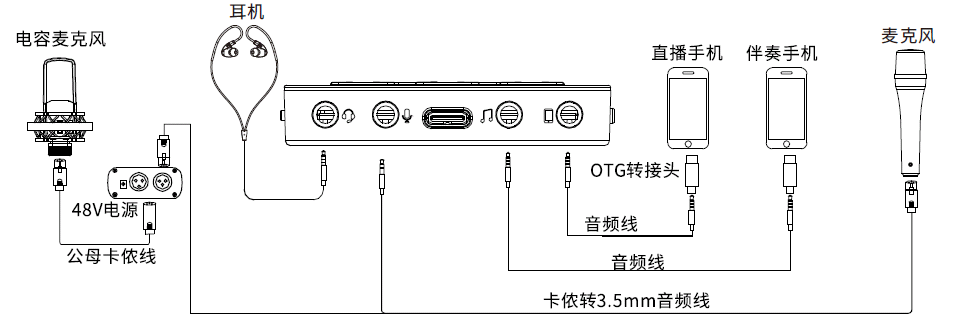 耳机
电容麦克风
麦克风
直播手机
伴奏手机
OTG转接头
48V电源
音频线
公母卡侬线
音频线
卡侬转3.5mm音频线